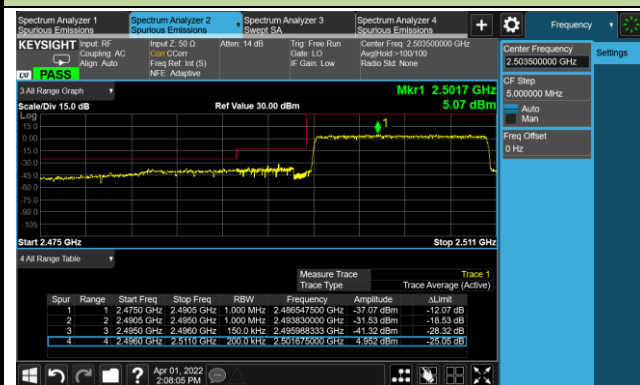 Spectrum Analyzer 1
Spurious Emissions
Spectrum Analyzer 2
Spurious Emissions
Spectrum Analyzer 3
Swept SA
Spectrum Analyzer 4
Spurious Emissions
Frequency
KEYSIGHT
Input: RF
Coupling: AC
Align: Auto
Input Z: 50 Ω
Corr CCorr
Freq Ref: Int (S)
NFE: Adaptive
Atten: 14 dB
Trig: Free Run
Gate: LO
IF Gain: Low
Center Freq: 2.503500000 GHz
Avg|Hold:>100/100
Radio Std: None
LXI
PASS
Center Frequency
2.503500000 GHz
Settings
CF Step
5.000000 MHz
Auto
Man
Freq Offset
0 Hz
3 All Range Graph
Mkr1 2.5017 GHz
Scale/Div 15.0 dB
Ref Value 30.00 dBm
5.07 dBm
Log
15.0
0.00
-15.0
-30.0
-45.0
-60.0
-75.0
-90.0
-105
1
Start 2.475 GHz
Stop 2.511 GHz
4 All Range Table
Measure Trace
Trace 1
Trace Type
Trace Average (Active)
Spur Range Start Freq Stop Freq RBW Frequency Amplitude ΔLimit
1 1 2.4750 GHz 2.4905 GHz 1.000 MHz 2.486547500 GHz -37.07 dBm -12.07 dB
2 2 2.4905 GHz 2.4950 GHz 1.000 MHz 2.493830000 GHz -31.53 dBm -18.53 dB
3 3 2.4950 GHz 2.4960 GHz 150.0 kHz 2.495988333 GHz -41.32 dBm -28.32 dB
4 4 2.4960 GHz 2.5110 GHz 200.0 kHz 2.501675000 GHz 4.952 dBm -25.05 dB
Apr 01, 2022
2:08:05 PM